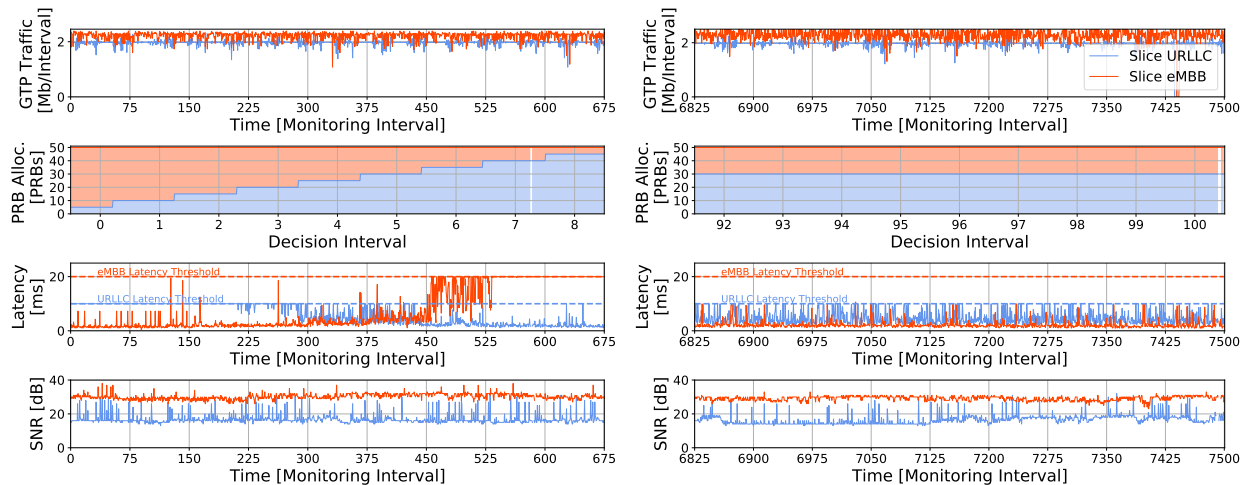 GTP Traffic
[Mb/Interval]
2
0
0 75 150 225 300 375 450 525 600 675
Time [Monitoring Interval]
PRB Alloc.
[PRBs]
50
40
30
20
10
0
0 1 2 3 4 5 6 7 8
Decision Interval
Latency
[ms]
20
0
eMBB Latency Threshold
URLLC Latency Threshold
0 75 150 225 300 375 450 525 600 675
Time [Monitoring Interval]
SNR [dB]
40
20
0
0 75 150 225 300 375 450 525 600 675
Time [Monitoring Interval]
GTP Traffic
[Mb/Interval]
2
0
Slice URLLC
Slice eMBB
6825 6900 6975 7050 7125 7200 7275 7350 7425 7500
Time [Monitoring Interval]
PRB Alloc.
[PRBs]
50
40
30
20
10
0
92 93 94 95 96 97 98 99 100
Decision Interval
Latency
[ms]
20
0
eMBB Latency Threshold
URLLC Latency Threshold
6825 6900 6975 7050 7125 7200 7275 7350 7425 7500
Time [Monitoring Interval]
SNR [dB]
40
20
0
6825 6900 6975 7050 7125 7200 7275 7350 7425 7500
Time [Monitoring Interval]